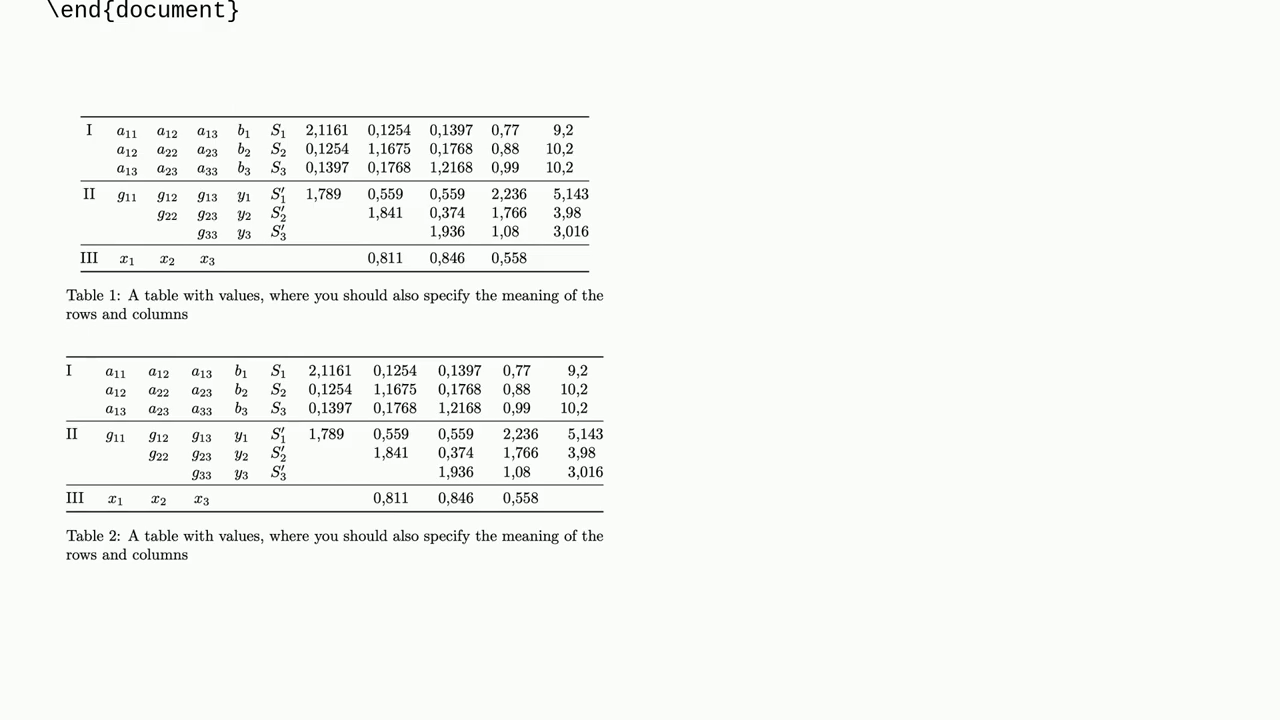 \end{document}
I a₁₁ a₁₂ a₁₃ b₁ S₁ 2,1161 0,1254 0,1397 0,77 9,2
a₁₂ a₂₂ a₂₃ b₂ S₂ 0,1254 1,1675 0,1768 0,88 10,2
a₁₃ a₂₃ a₃₃ b₃ S₃ 0,1397 0,1768 1,2168 0,99 10,2
II g₁₁ g₁₂ g₁₃ y₁ S′₁ 1,789 0,559 0,559 2,236 5,143
g₂₂ g₂₃ y₂ S′₂ 1,841 0,374 1,766 3,98
g₃₃ y₃ S′₃ 1,936 1,08 3,016
III x₁ x₂ x₃ 0,811 0,846 0,558
Table 1: A table with values, where you should also specify the meaning of the
rows and columns
I a₁₁ a₁₂ a₁₃ b₁ S₁ 2,1161 0,1254 0,1397 0,77 9,2
a₁₂ a₂₂ a₂₃ b₂ S₂ 0,1254 1,1675 0,1768 0,88 10,2
a₁₃ a₂₃ a₃₃ b₃ S₃ 0,1397 0,1768 1,2168 0,99 10,2
II g₁₁ g₁₂ g₁₃ y₁ S′₁ 1,789 0,559 0,559 2,236 5,143
g₂₂ g₂₃ y₂ S′₂ 1,841 0,374 1,766 3,98
g₃₃ y₃ S′₃ 1,936 1,08 3,016
III x₁ x₂ x₃ 0,811 0,846 0,558
Table 2: A table with values, where you should also specify the meaning of the
rows and columns